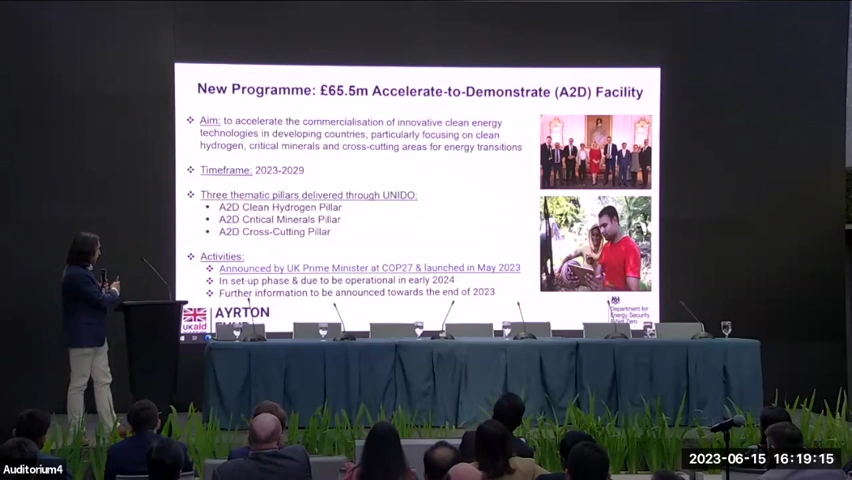 New Programme: £65.5m Accelerate-to-Demonstrate (A2D) Facility
Aim: to accelerate the commercialisation of innovative clean energy
technologies in developing countries, particularly focusing on clean
hydrogen, critical minerals and cross-cutting areas for energy transitions
Timeframe: 2023-2029
Three thematic pillars delivered through UNIDO:
A2D Clean Hydrogen Pillar
A2D Critical Minerals Pillar
A2D Cross-Cutting Pillar
Activities:
Announced by UK Prime Minister at COP27 & launched in May 2023
In set-up phase & due to be operational in early 2024
Further information to be announced towards the end of 2023
UKaid
AYRTON
Department for
Energy Security
& Net Zero
Auditorium4
2023-06-15 16:19:15